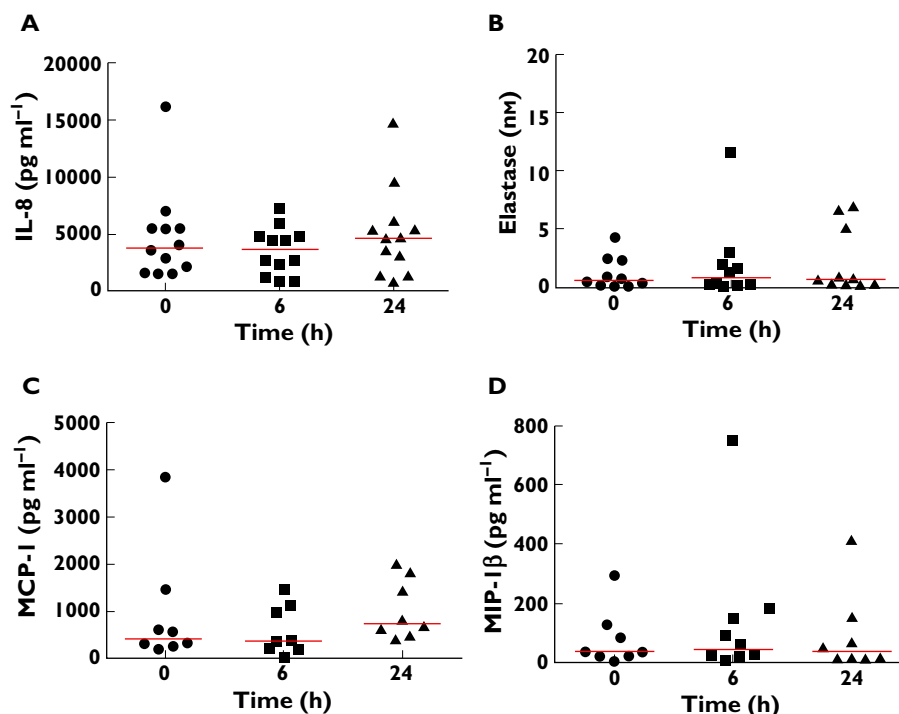 A
IL-8 (pg ml⁻¹)
20000
15000
10000
5000
0
0 6 24
Time (h)
B
Elastase (nM)
20
15
10
5
0
0 6 24
Time (h)
C
MCP-1 (pg ml⁻¹)
5000
4000
3000
2000
1000
0
0 6 24
Time (h)
D
MIP-1β (pg ml⁻¹)
800
600
400
200
0
0 6 24
Time (h)